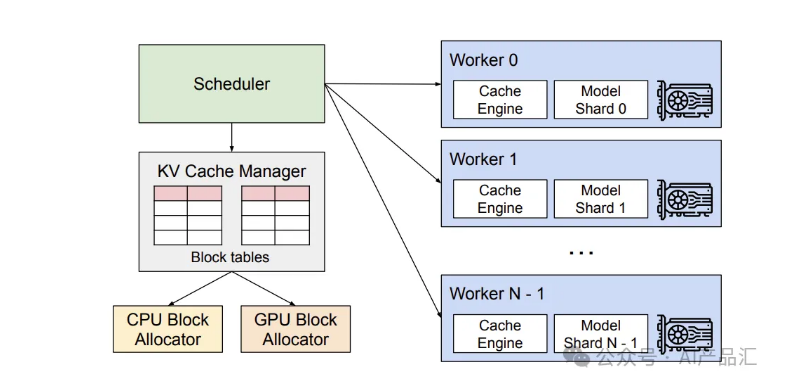 Scheduler
KV Cache Manager
Block tables
CPU Block
Allocator
GPU Block
Allocator
Worker 0
Cache
Engine
Model
Shard 0
Worker 1
Cache
Engine
Model
Shard 1
...
Worker N - 1
Cache
Engine
Model
Shard N - 1
公众号 · AI产品汇